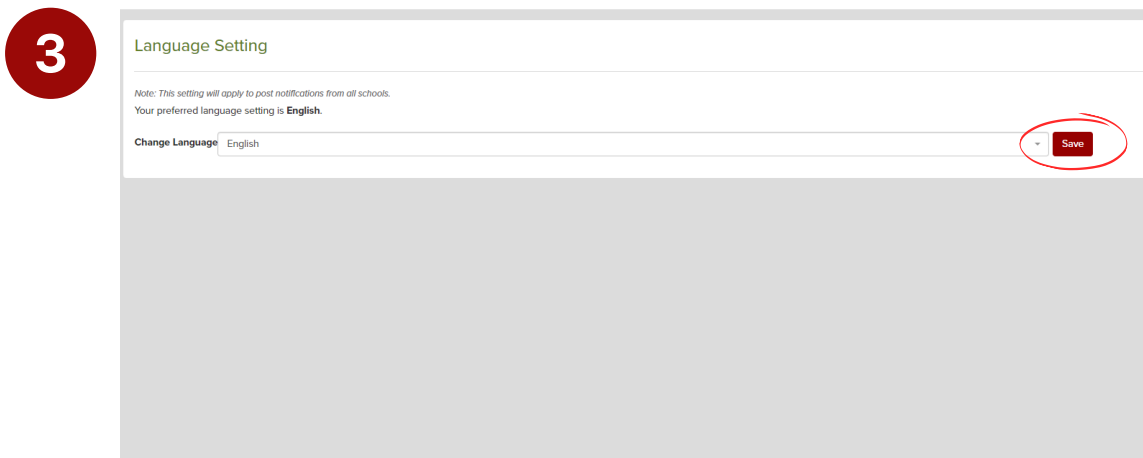 3
Language Setting
Note: This setting will apply to post notifications from all schools.
Your preferred language setting is English.
Change Language English Save